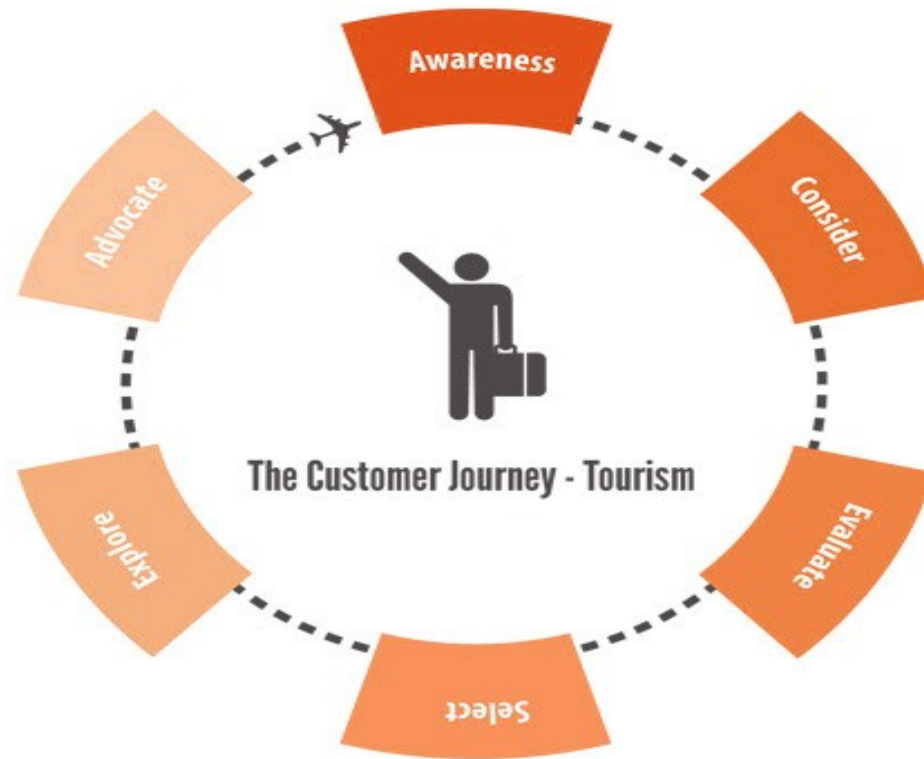 Awareness
Consider
Evaluate
Select
Explore
Advocate
The Customer Journey - Tourism